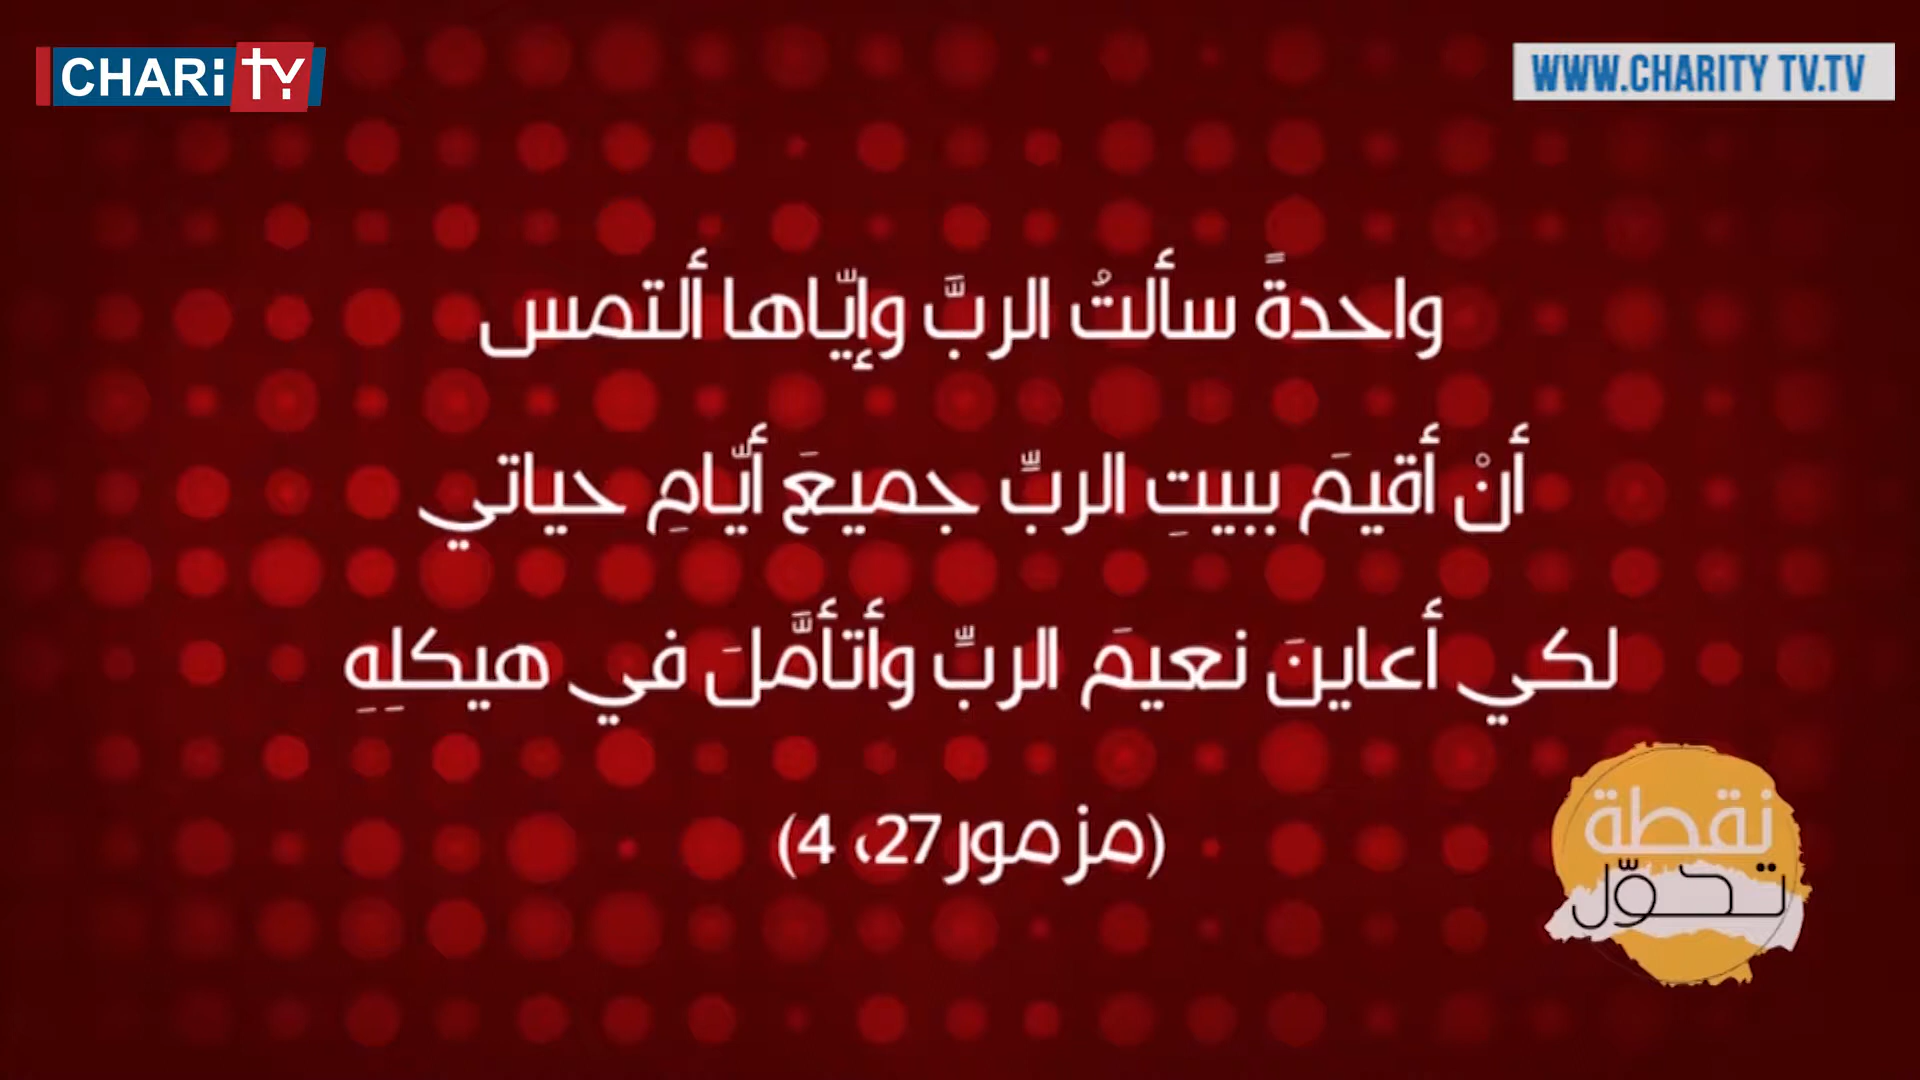 CHARiTY
WWW.CHARITY TV.TV
واحدةً سألتُ الربَّ وإيّاها ألتمس
أنْ أقيمَ ببيتِ الربِّ جميعَ أيّامِ حياتي
لكي أعاينَ نعيمَ الربِّ وأتأمَّلَ في هيكلِهِ
(مزمور 27، 4)
نقطة
تحوّل